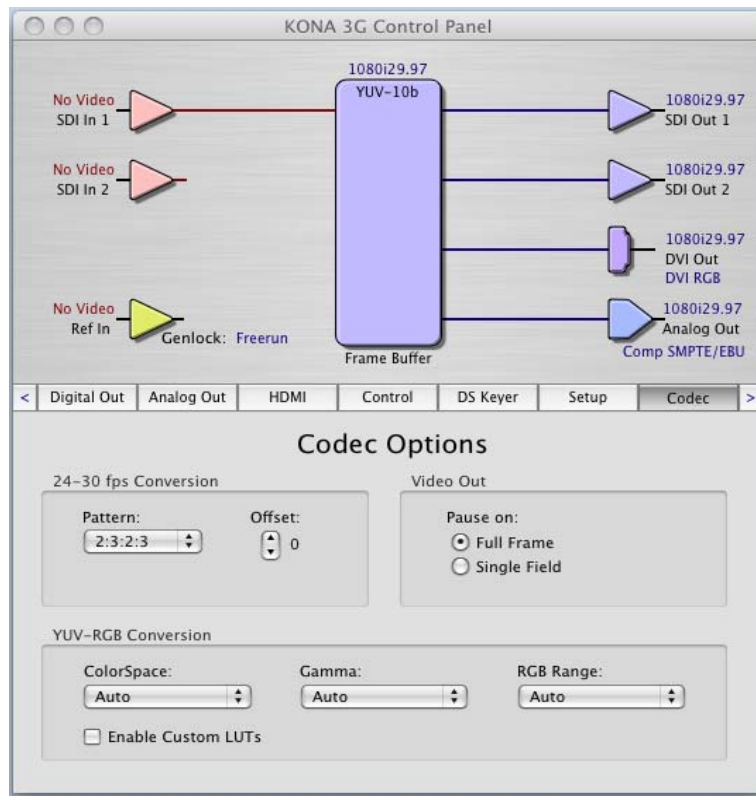 KONA 3G Control Panel
1080i29.97
YUV-10b
No Video
SDI In 1
1080i29.97
SDI Out 1
No Video
SDI In 2
1080i29.97
SDI Out 2
1080i29.97
DVI Out
DVI RGB
No Video
Ref In
Genlock: Freerun
1080i29.97
Analog Out
Comp SMPTE/EBU
Frame Buffer
< Digital Out Analog Out HDMI Control DS Keyer Setup Codec >
Codec Options
24-30 fps Conversion
Video Out
Pattern: Offset:
2:3:2:3 0
Pause on:
Full Frame
Single Field
YUV-RGB Conversion
ColorSpace: Gamma: RGB Range:
Auto Auto Auto
Enable Custom LUTs